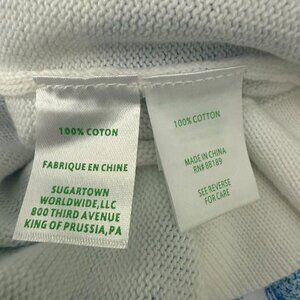 100% COTON
FABRIQUE EN CHINE
SUGARTOWN
WORLDWIDE,LLC
800 THIRD AVENUE
KING OF PRUSSIA,PA
100% COTTON
MADE IN CHINA
RN# 88189
SEE REVERSE
FOR CARE